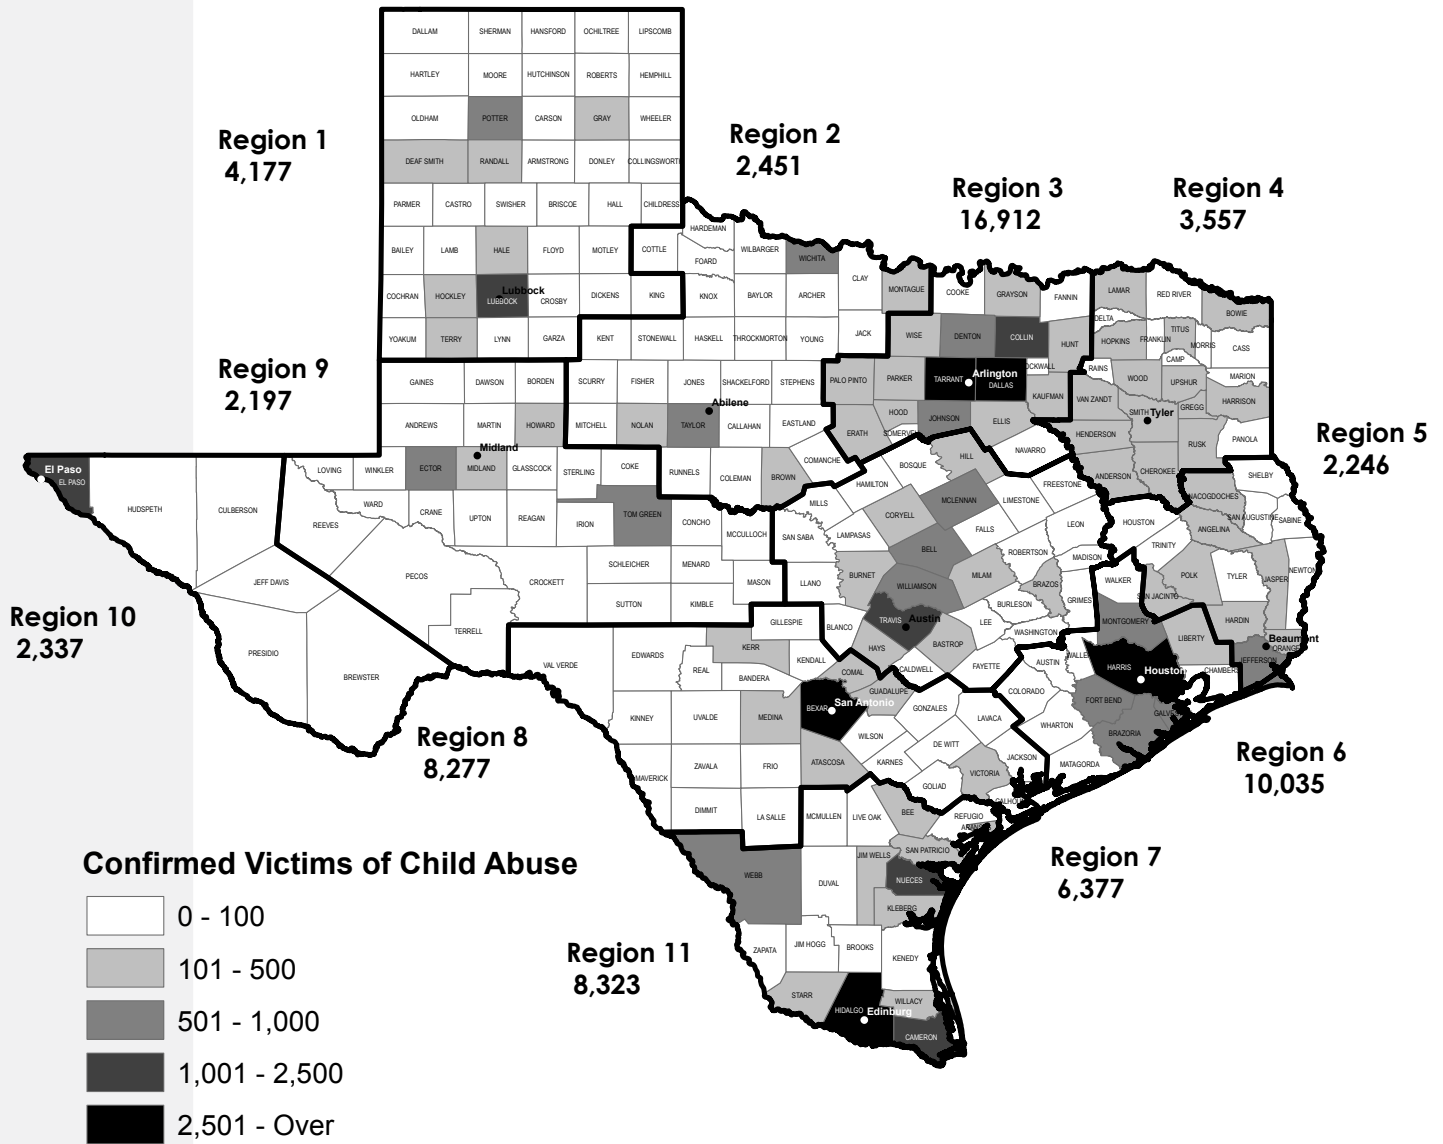 DALLAM SHERMAN HANSFORD OCHILTREE LIPSCOMB
HARTLEY MOORE HUTCHINSON ROBERTS HEMPHILL
OLDHAM POTTER CARSON GRAY WHEELER
Region 1
4,177
DEAF SMITH RANDALL ARMSTRONG DONLEY COLLINGSWORTH
Region 2
2,451
Region 3
16,912
Region 4
3,557
PARMER CASTRO SWISHER BRISCOE HALL CHILDRESS
BAILEY LAMB HALE FLOYD MOTLEY COTTLE
HARDEMAN FOARD WILBARGER WICHITA CLAY
COCHRAN HOCKLEY LUBBOCK Lubbock CROSBY DICKENS KING
KNOX BAYLOR ARCHER MONTAGUE COOKE GRAYSON FANNIN
LAMAR RED RIVER BOWIE
YOAKUM TERRY LYNN GARZA KENT STONEWALL HASKELL THROCKMORTON YOUNG JACK
WISE DENTON COLLIN HUNT DELTA HOPKINS FRANKLIN TITUS MORRIS CASS CAMP
Region 9
2,197
GAINES DAWSON BORDEN SCURRY FISHER JONES SHACKELFORD STEPHENS
PALO PINTO PARKER TARRANT Arlington DALLAS OCKWALL KAUFMAN
RAINS WOOD UPSHUR MARION HARRISON VAN ZANDT GREGG
Abilene
ANDREWS MARTIN HOWARD MITCHELL NOLAN TAYLOR CALLAHAN EASTLAND
ERATH HOOD SOMERVEL JOHNSON ELLIS NAVARRO
SMITH Tyler HENDERSON RUSK PANOLA
Region 5
2,246
El Paso
EL PASO HUDSPETH CULBERSON
LOVING WINKLER ECTOR Midland MIDLAND GLASSCOCK STERLING COKE
RUNNELS COLEMAN BROWN COMANCHE
WARD CRANE UPTON REAGAN IRION TOM GREEN CONCHO MCCULLOCH
REEVES PECOS CROCKETT SCHLEICHER MENARD MASON
SUTTON KIMBLE TERRELL
JEFF DAVIS PRESIDIO BREWSTER
BOSQUE HILL HAMILTON MILLS MCLENNAN LIMESTONE FREESTONE
ANDERSON CHEROKEE NACOGDOCHES SHELBY
SAN SABA LAMPASAS CORYELL FALLS LEON HOUSTON ANGELINA SAN AUGUSTINE SABINE
BELL ROBERTSON MADISON TRINITY
LLANO BURNET WILLIAMSON MILAM BRAZOS GRIMES WALKER SAN JACINTO POLK TYLER JASPER NEWTON
BLANCO TRAVIS Austin LEE BURLESON WASHINGTON MONTGOMERY LIBERTY HARDIN
Beaumont
ORANGE JEFFERSON
HAYS BASTROP CALDWELL FAYETTE AUSTIN WALLE HARRIS Houston CHAMBERS
Region 10
2,337
VAL VERDE EDWARDS REAL KERR GILLESPIE KENDALL BANDERA COMAL GUADALUPE
COLORADO FORT BEND GALVE BRAZORIA
KINNEY UVALDE MEDINA BEXAR San Antonio GONZALES LAVACA WHARTON
WILSON DE WITT JACKSON MATAGORDA
Region 8
8,277
Region 6
10,035
MAVERICK ZAVALA FRIO ATASCOSA KARNES GOLIAD VICTORIA CALHOU
DIMMIT LA SALLE MCMULLEN LIVE OAK BEE REFUGIO
Region 7
6,377
WEBB DUVAL JIM WELLS SAN PATRICIO NUECES KLEBERG
ZAPATA JIM HOGG BROOKS KENEDY
Region 11
8,323
STARR HIDALGO Edinburg WILLACY CAMERON
Confirmed Victims of Child Abuse
0 - 100
101 - 500
501 - 1,000
1,001 - 2,500
2,501 - Over